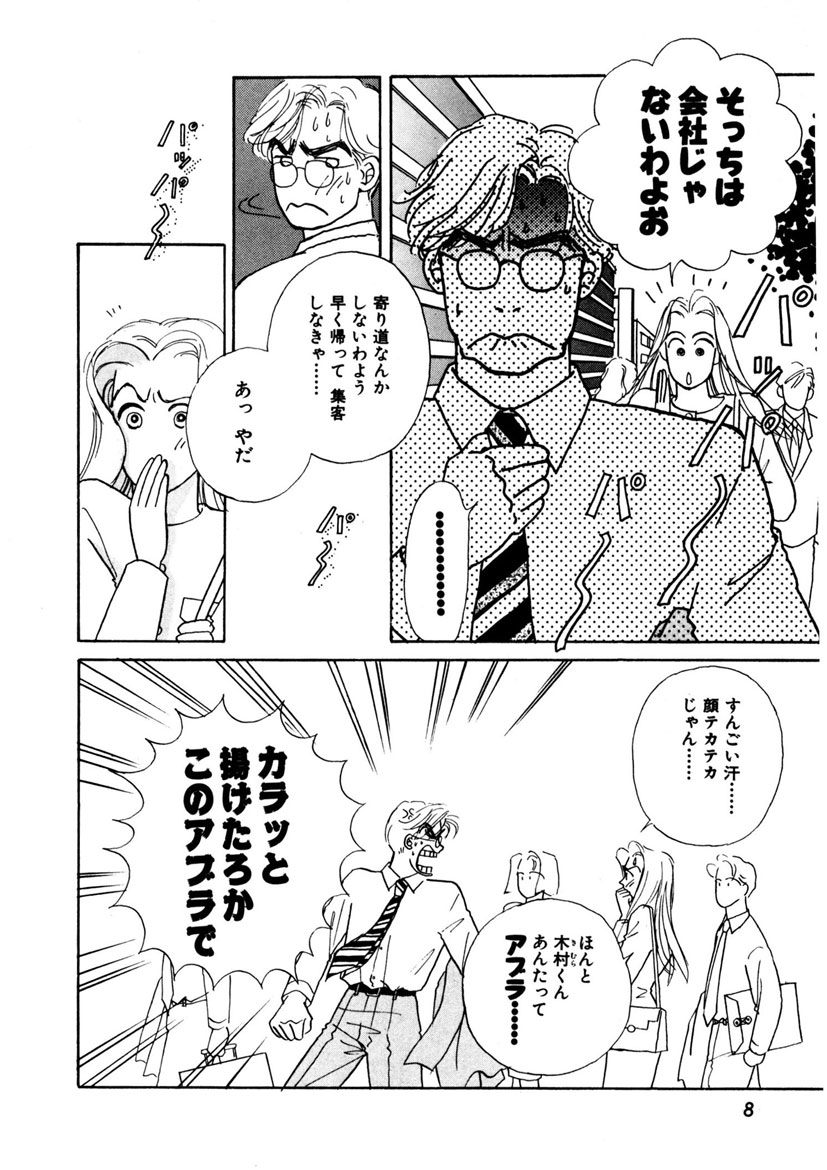 そっちは
会社じゃ
ないわよお
パ
パッパ
…………
寄り道なんか
しないわよう
早く帰って 集客
しなきゃ……
あっ やだ
パ
すんごい汗……
顔テカテカ
じゃん……
ほんと
木村くん
きむら
あんたって
アブラ……
カラッと
揚げたろか
このアブラで
8